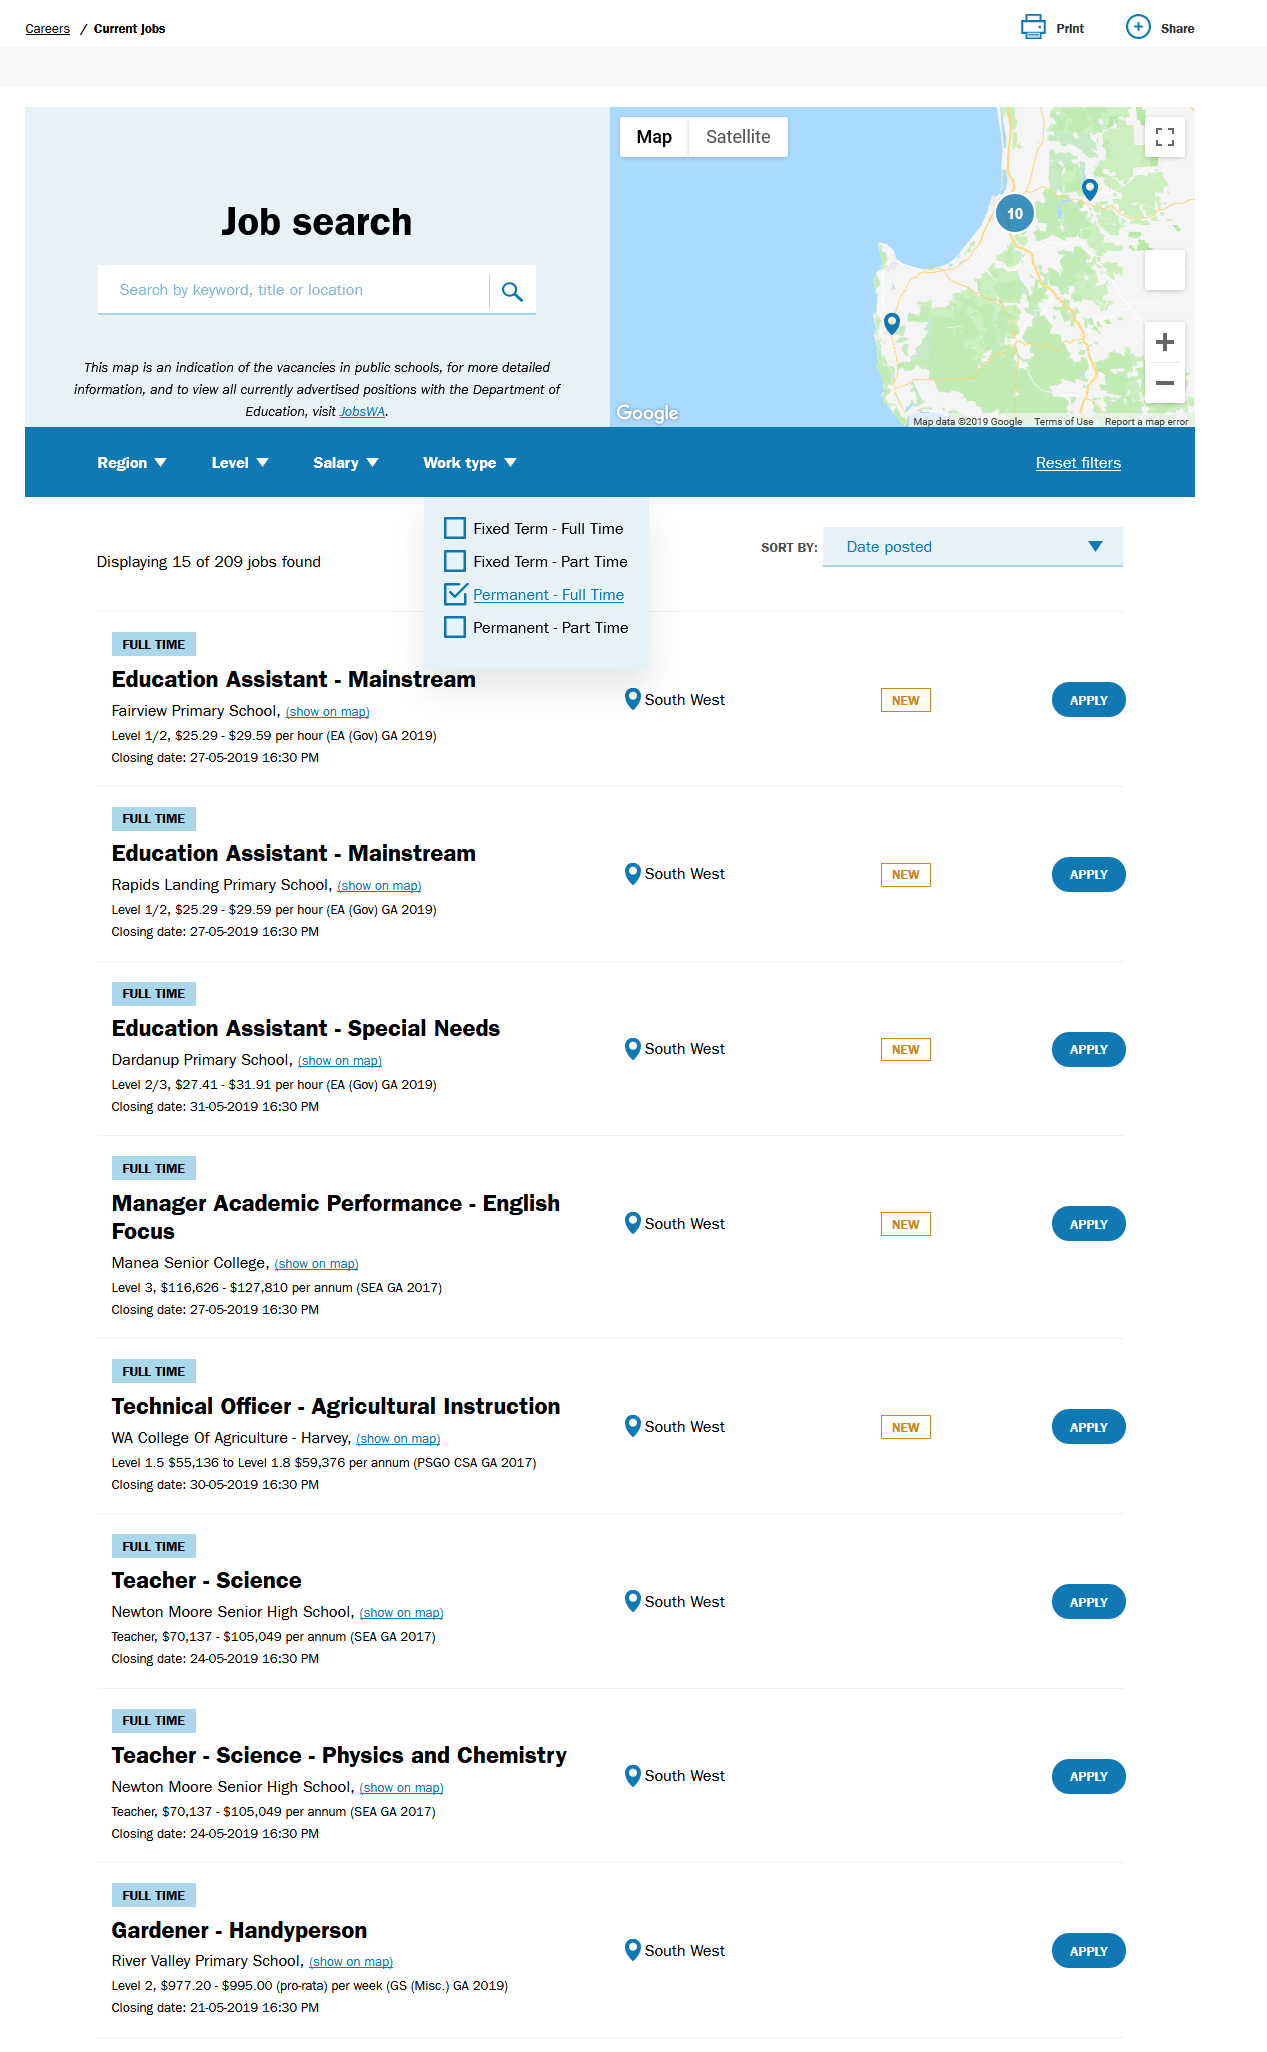 Careers / Current Jobs
Print
Share
Job search
Search by keyword, title or location
This map is an indication of the vacancies in public schools, for more detailed
information, and to view all currently advertised positions with the Department of
Education, visit JobsWA.
Map Satellite
10
Google
Map data ©2019 Google Terms of Use Report a map error
Region Level Salary Work type Reset filters
Fixed Term - Full Time
Fixed Term - Part Time
Permanent - Full Time
Permanent - Part Time
Displaying 15 of 209 jobs found
SORT BY: Date posted
FULL TIME
Education Assistant - Mainstream
Fairview Primary School, (show on map)
Level 1/2, $25.29 - $29.59 per hour (EA (Gov) GA 2019)
Closing date: 27-05-2019 16:30 PM
South West
NEW
APPLY
FULL TIME
Education Assistant - Mainstream
Rapids Landing Primary School, (show on map)
Level 1/2, $25.29 - $29.59 per hour (EA (Gov) GA 2019)
Closing date: 27-05-2019 16:30 PM
South West
NEW
APPLY
FULL TIME
Education Assistant - Special Needs
Dardanup Primary School, (show on map)
Level 2/3, $27.41 - $31.91 per hour (EA (Gov) GA 2019)
Closing date: 31-05-2019 16:30 PM
South West
NEW
APPLY
FULL TIME
Manager Academic Performance - English
Focus
Manea Senior College, (show on map)
Level 3, $116,626 - $127,810 per annum (SEA GA 2017)
Closing date: 27-05-2019 16:30 PM
South West
NEW
APPLY
FULL TIME
Technical Officer - Agricultural Instruction
WA College Of Agriculture - Harvey, (show on map)
Level 1.5 $55,136 to Level 1.8 $59,376 per annum (PSGO CSA GA 2017)
Closing date: 30-05-2019 16:30 PM
South West
NEW
APPLY
FULL TIME
Teacher - Science
Newton Moore Senior High School, (show on map)
Teacher, $70,137 - $105,049 per annum (SEA GA 2017)
Closing date: 24-05-2019 16:30 PM
South West
APPLY
FULL TIME
Teacher - Science - Physics and Chemistry
Newton Moore Senior High School, (show on map)
Teacher, $70,137 - $105,049 per annum (SEA GA 2017)
Closing date: 24-05-2019 16:30 PM
South West
APPLY
FULL TIME
Gardener - Handyperson
River Valley Primary School, (show on map)
Level 2, $977.20 - $995.00 (pro-rata) per week (GS (Misc.) GA 2019)
Closing date: 21-05-2019 16:30 PM
South West
APPLY